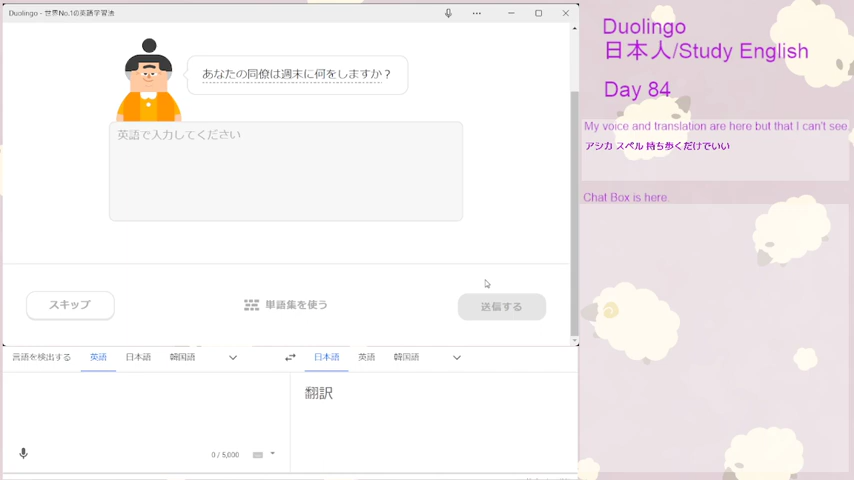 Duolingo - 世界No.1の英語学習法
あなたの同僚は週末に何をしますか？
英語で入力してください
スキップ
単語集を使う
送信する
言語を検出する 英語 日本語 韓国語
日本語 英語 韓国語
翻訳
0 / 5,000
Duolingo
日本人/Study English
Day 84
My voice and translation are here but that I can't see.
アシカ スペル 持ち歩くだけでいい
Chat Box is here.